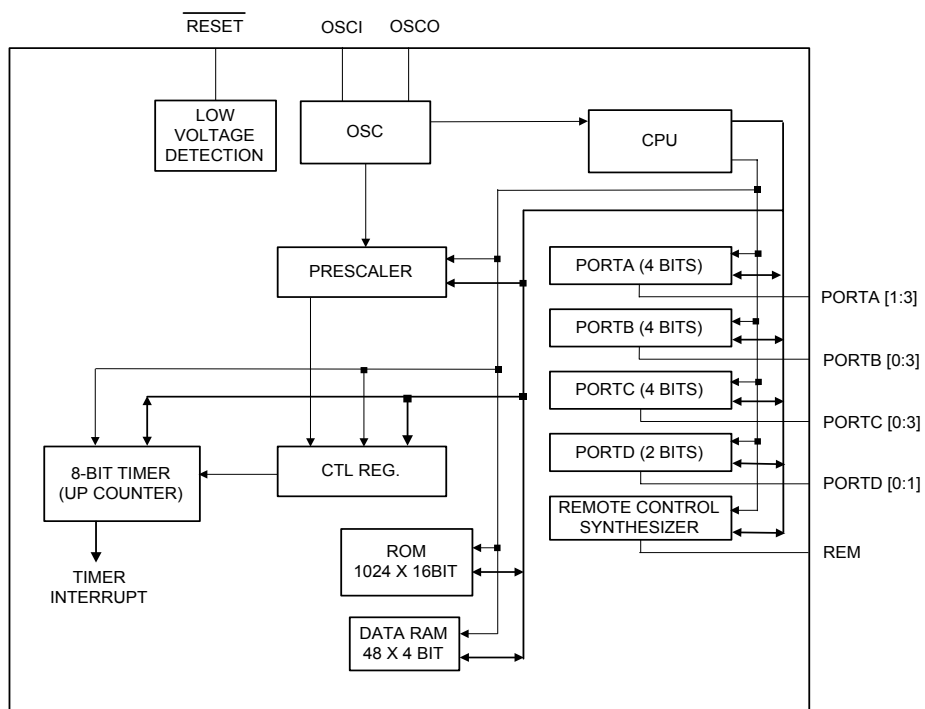 RESET
OSCI
OSCO
LOW
VOLTAGE
DETECTION
OSC
CPU
PRESCALER
PORTA (4 BITS)
PORTA [1:3]
PORTB (4 BITS)
PORTB [0:3]
PORTC (4 BITS)
PORTC [0:3]
8-BIT TIMER
(UP COUNTER)
CTL REG.
PORTD (2 BITS)
PORTD [0:1]
REMOTE CONTROL
SYNTHESIZER
REM
ROM
1024 X 16BIT
TIMER
INTERRUPT
DATA RAM
48 X 4 BIT